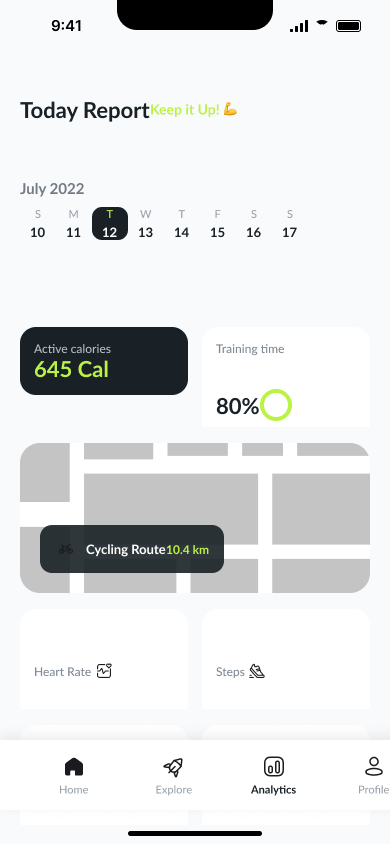 9:41
Today Report Keep it Up! 💪
July 2022
S M T W T F S S
10 11 12 13 14 15 16 17
Active calories
645 Cal
Training time
80%
Cycling Route 10.4 km
Heart Rate
Steps
Home Explore Analytics Profile